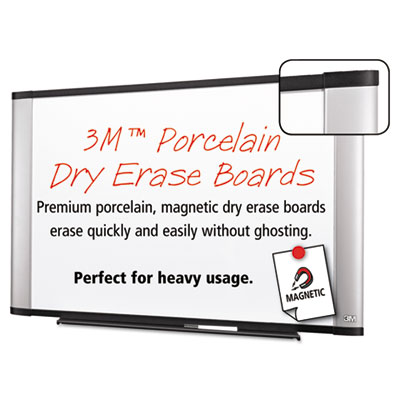 3M™ Porcelain
Dry Erase Boards
Premium porcelain, magnetic dry erase boards
erase quickly and easily without ghosting.
Perfect for heavy usage.
MAGNETIC
3M